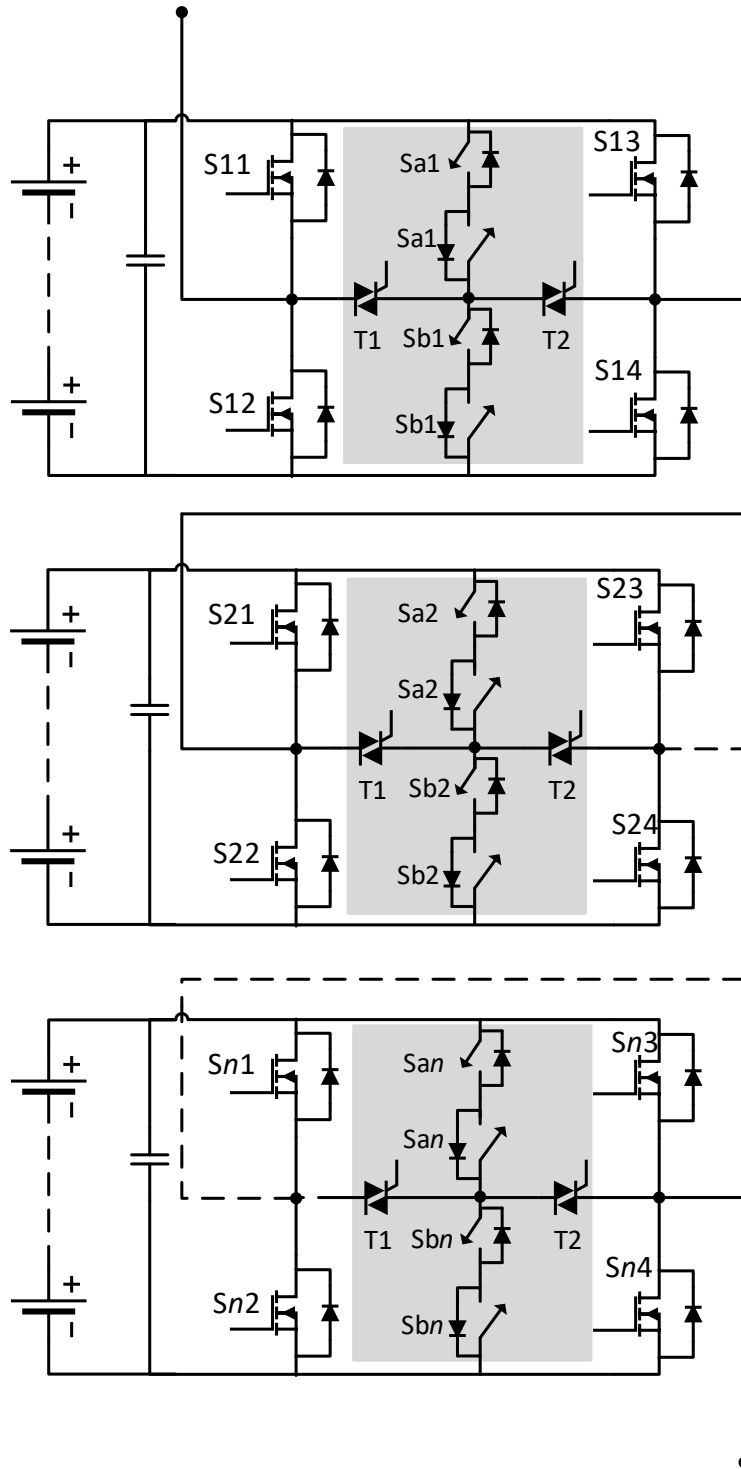 +
S11
Sa1
S13
–
Sa1
T1
Sb1
T2
+
S12
S14
–
Sb1
+
S21
Sa2
S23
–
Sa2
T1
Sb2
T2
+
S22
S24
–
Sb2
+
Sn1
San
Sn3
–
San
T1
Sbn
T2
+
Sn2
Sn4
–
Sbn